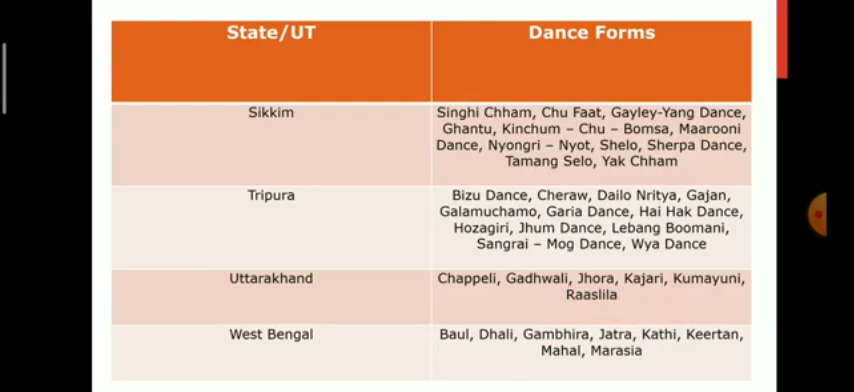 State/UT
Dance Forms
Sikkim
Singhi Chham, Chu Faat, Gayley-Yang Dance,
Ghantu, Kinchum – Chu – Bomsa, Maarooni
Dance, Nyongri – Nyot, Shelo, Sherpa Dance,
Tamang Selo, Yak Chham
Tripura
Bizu Dance, Cheraw, Dailo Nritya, Gajan,
Galamuchamo, Garia Dance, Hai Hak Dance,
Hozagiri, Jhum Dance, Lebang Boomani,
Sangrai – Mog Dance, Wya Dance
Uttarakhand
Chappeli, Gadhwali, Jhora, Kajari, Kumayuni,
Raaslila
West Bengal
Baul, Dhali, Gambhira, Jatra, Kathi, Keertan,
Mahal, Marasia